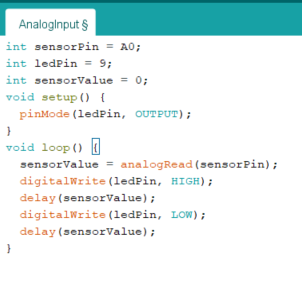 AnalogInput §
int sensorPin = A0;
int ledPin = 9;
int sensorValue = 0;
void setup() {
  pinMode(ledPin, OUTPUT);
}
void loop() {
  sensorValue = analogRead(sensorPin);
  digitalWrite(ledPin, HIGH);
  delay(sensorValue);
  digitalWrite(ledPin, LOW);
  delay(sensorValue);
}